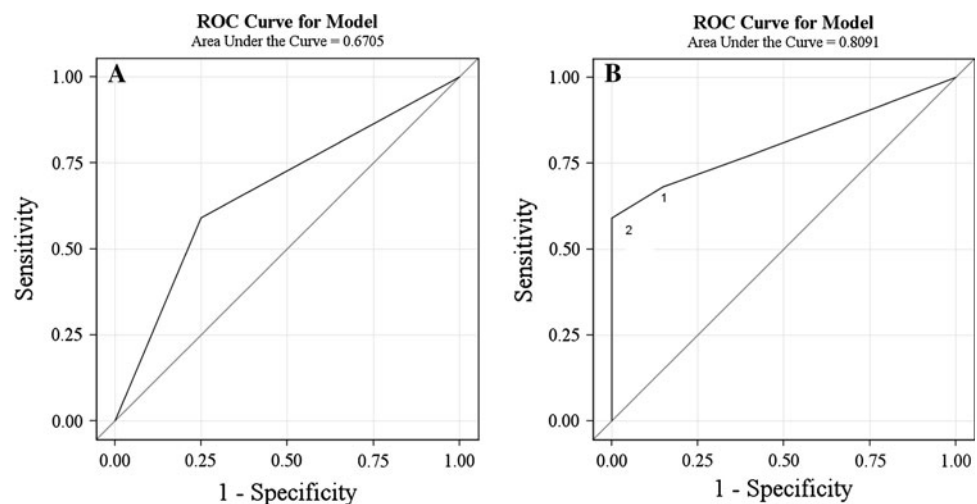 ROC Curve for Model
Area Under the Curve = 0.6705
A
1.00
0.75
0.50
0.25
0.00
Sensitivity
0.00 0.25 0.50 0.75 1.00
1 - Specificity
ROC Curve for Model
Area Under the Curve = 0.8091
B
1.00
0.75
0.50
0.25
0.00
Sensitivity
1
2
0.00 0.25 0.50 0.75 1.00
1 - Specificity